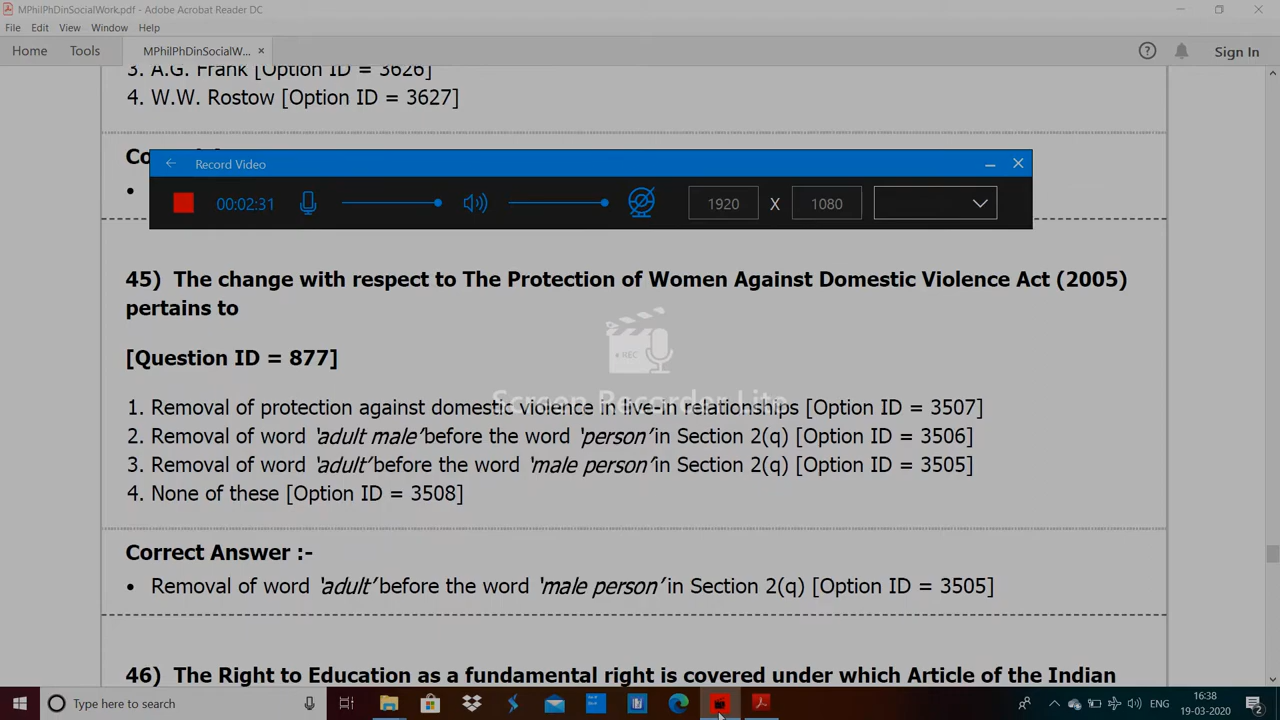 MPhilPhDinSocialWork.pdf - Adobe Acrobat Reader DC
File Edit View Window Help
Home Tools MPhilPhDinSocialW... × Sign In
3. A.G. Frank [Option ID = 3626]
4. W.W. Rostow [Option ID = 3627]
Record Video
00:02:31 1920 X 1080
45) The change with respect to The Protection of Women Against Domestic Violence Act (2005)
pertains to
REC
[Question ID = 877]
Screen Recorder Lite
1. Removal of protection against domestic violence in live-in relationships [Option ID = 3507]
2. Removal of word ‘adult male’ before the word ‘person’ in Section 2(q) [Option ID = 3506]
3. Removal of word ‘adult’ before the word ‘male person’ in Section 2(q) [Option ID = 3505]
4. None of these [Option ID = 3508]
Correct Answer :-
• Removal of word ‘adult’ before the word ‘male person’ in Section 2(q) [Option ID = 3505]
46) The Right to Education as a fundamental right is covered under which Article of the Indian
Type here to search
ENG 16:38
19-03-2020 2